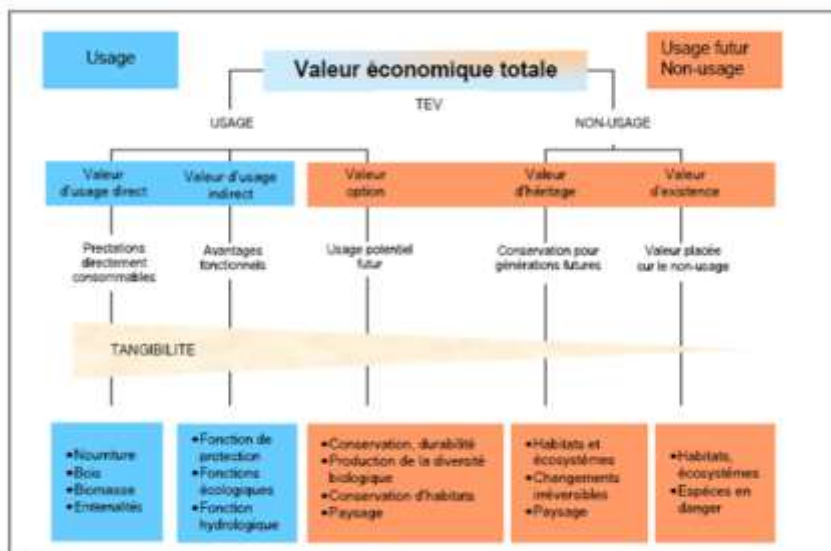 Usage
Valeur économique totale
Usage futur
Non-usage
TEV
USAGE
NON-USAGE
Valeur
d'usage direct
Valeur d'usage
indirect
Valeur
option
Valeur
d'héritage
Valeur
d'existence
Prestations
directement
consommables
Avantages
fonctionnels
Usage potentiel
futur
Conservation pour
générations futures
Valeur placée
sur le non-usage
TANGIBILITE
•Nourriture
•Bois
•Biomasse
•Fonction de
protection
•Fonctions
écologiques
•Fonction
hydrologique
•Conservation, durabilité
•Production de la diversité
biologique
•Conservation d'habitats
•Paysage
•Habitats et
écosystèmes
•Changements
irréversibles
•Paysage
•Habitats,
écosystèmes
•Espèces en
danger